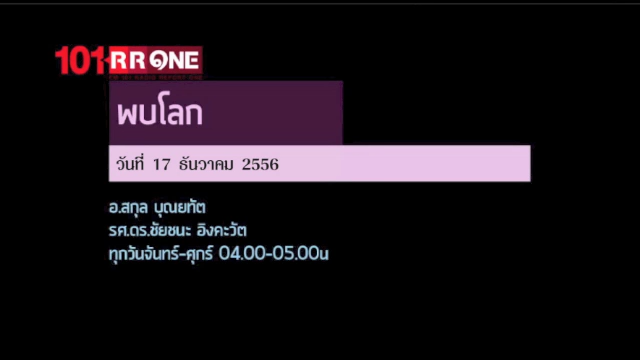 101 RR ONE
พบโลก
วันที่ 17 ธันวาคม 2556
อ.สกุล บุณยทัต
รศ.ดร.ชัยชนะ อิงคะวัต
ทุกวันจันทร์-ศุกร์ 04.00-05.00น